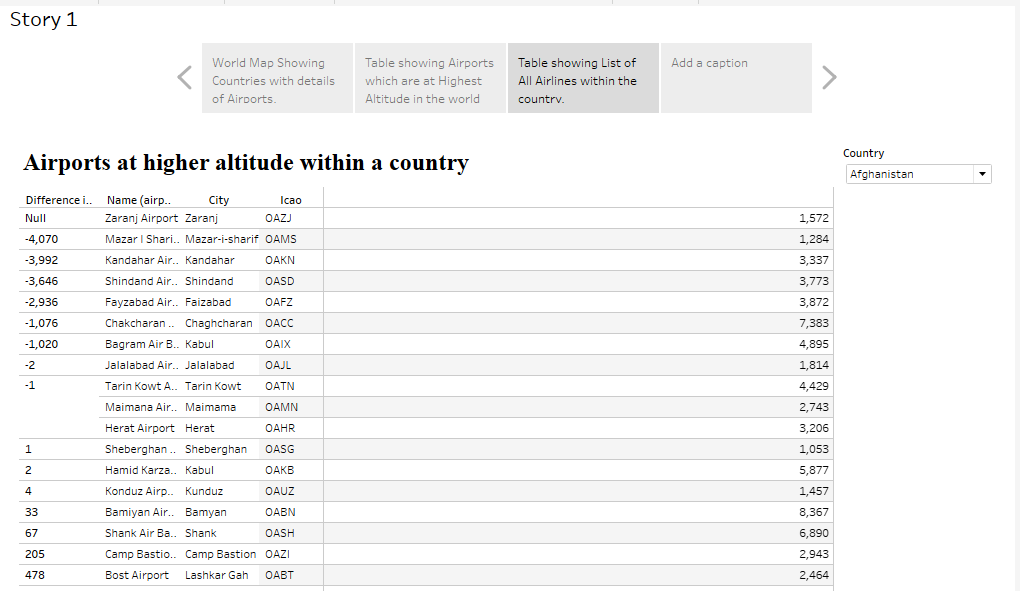 Story 1
World Map Showing
Countries with details
of Airports.
Table showing Airports
which are at Highest
Altitude in the world
Table showing List of
All Airlines within the
country.
Add a caption
Airports at higher altitude within a country
Country
Afghanistan
Difference i.. Name (airp.. City Icao
Null Zaranj Airport Zaranj OAZJ 1,572
-4,070 Mazar I Shari.. Mazar-i-sharif OAMS 1,284
-3,992 Kandahar Air.. Kandahar OAKN 3,337
-3,646 Shindand Air.. Shindand OASD 3,773
-2,936 Fayzabad Air.. Faizabad OAFZ 3,872
-1,076 Chakcharan .. Chaghcharan OACC 7,383
-1,020 Bagram Air B.. Kabul OAIX 4,895
-2 Jalalabad Air.. Jalalabad OAJL 1,814
-1 Tarin Kowt A.. Tarin Kowt OATN 4,429
Maimana Air.. Maimama OAMN 2,743
Herat Airport Herat OAHR 3,206
1 Sheberghan .. Sheberghan OASG 1,053
2 Hamid Karza.. Kabul OAKB 5,877
4 Konduz Airp.. Kunduz OAUZ 1,457
33 Bamiyan Air.. Bamyan OABN 8,367
67 Shank Air Ba.. Shank OASH 6,890
205 Camp Bastio.. Camp Bastion OAZI 2,943
478 Bost Airport Lashkar Gah OABT 2,464